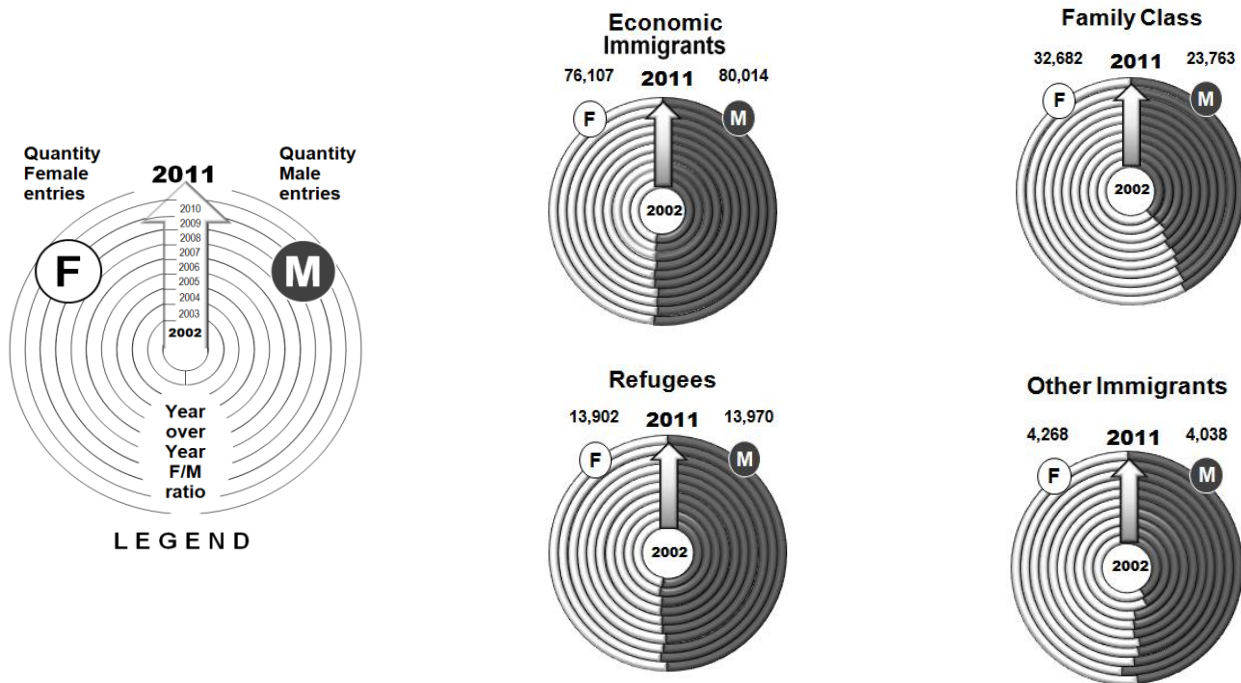 Quantity
Female
entries
2011
Quantity
Male
entries
F
M
2010
2009
2008
2007
2006
2005
2004
2003
2002
Year
over
Year
F/M
ratio
LEGEND
Economic
Immigrants
76,107
2011
80,014
F
M
2002
Family Class
32,682
2011
23,763
F
M
2002
Refugees
13,902
2011
13,970
F
M
2002
Other Immigrants
4,268
2011
4,038
F
M
2002